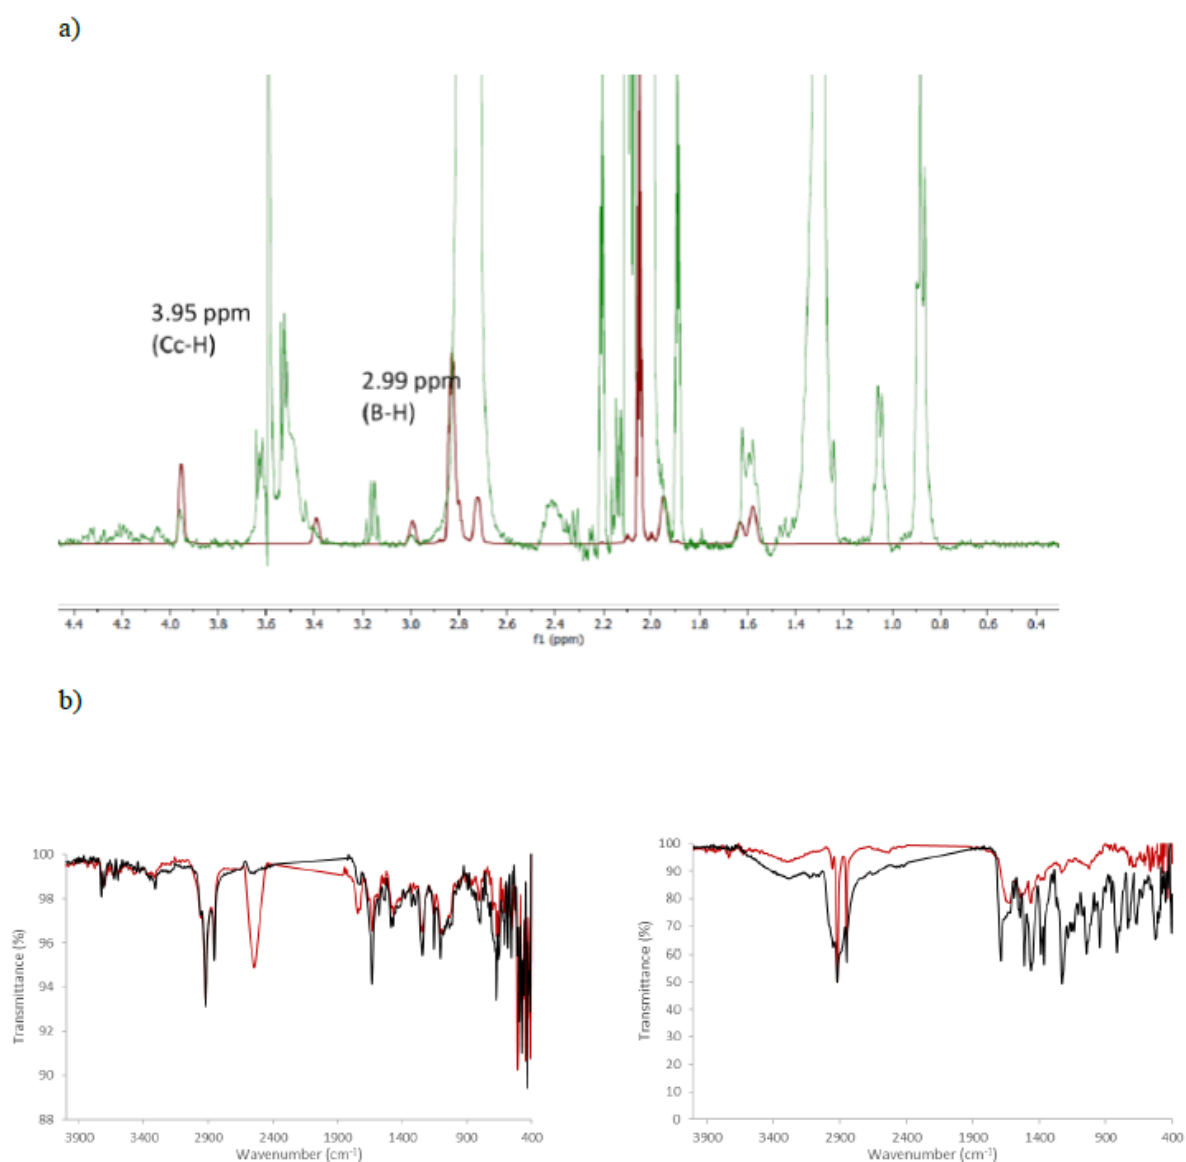 a)
3.95 ppm
(Cc-H)
2.99 ppm
(B-H)
4.4 4.2 4.0 3.8 3.6 3.4 3.2 3.0 2.8 2.6 2.4 2.2 2.0 1.8 1.6 1.4 1.2 1.0 0.8 0.6 0.4
f1 (ppm)
b)
100
98
96
94
92
90
88
Transmittance (%)
3900 3400 2900 2400 1900 1400 900 400
Wavenumber (cm⁻¹)
100
90
80
70
60
50
40
30
20
10
0
Transmittance (%)
3900 3400 2900 2400 1900 1400 900 400
Wavenumber (cm⁻¹)